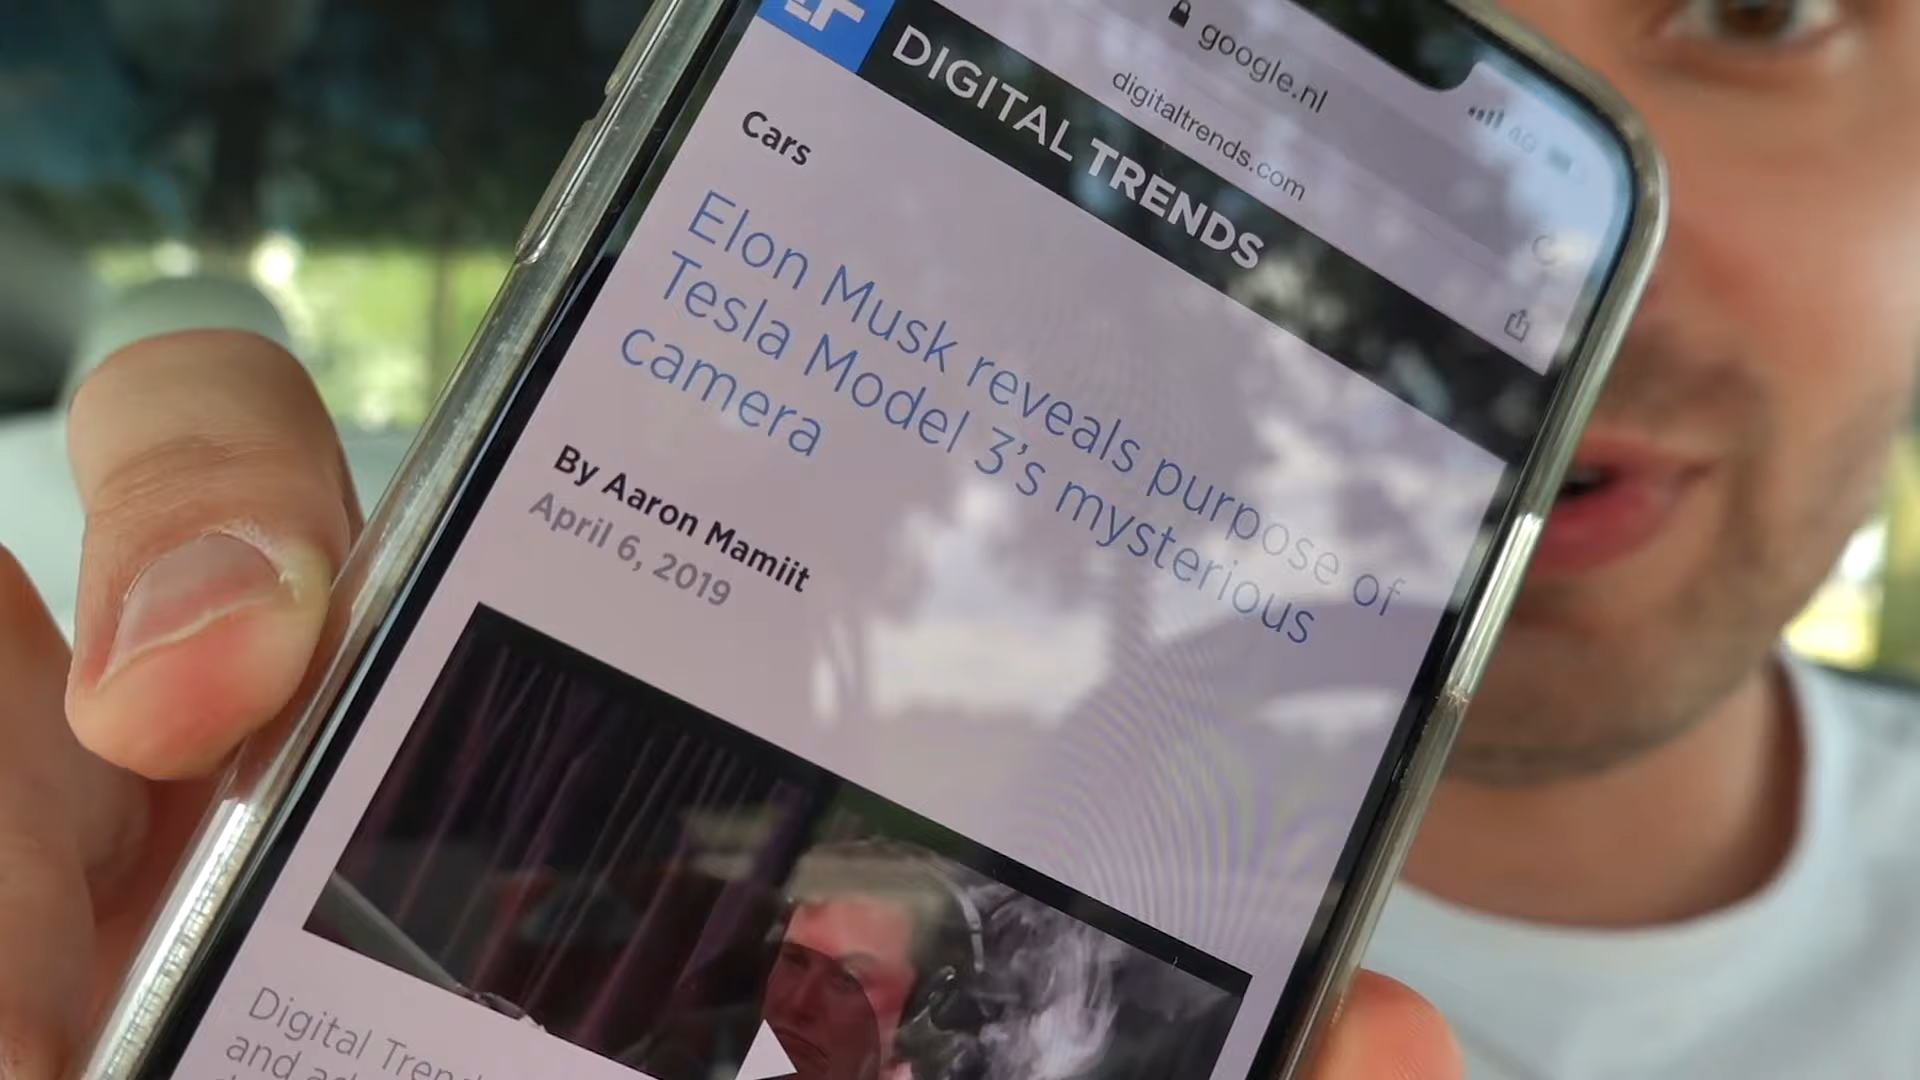 google.nl
digitaltrends.com
DIGITAL TRENDS
Cars
Elon Musk reveals purpose of
Tesla Model 3's mysterious
camera
By Aaron Mamiit
April 6, 2019
Digital Trends
and